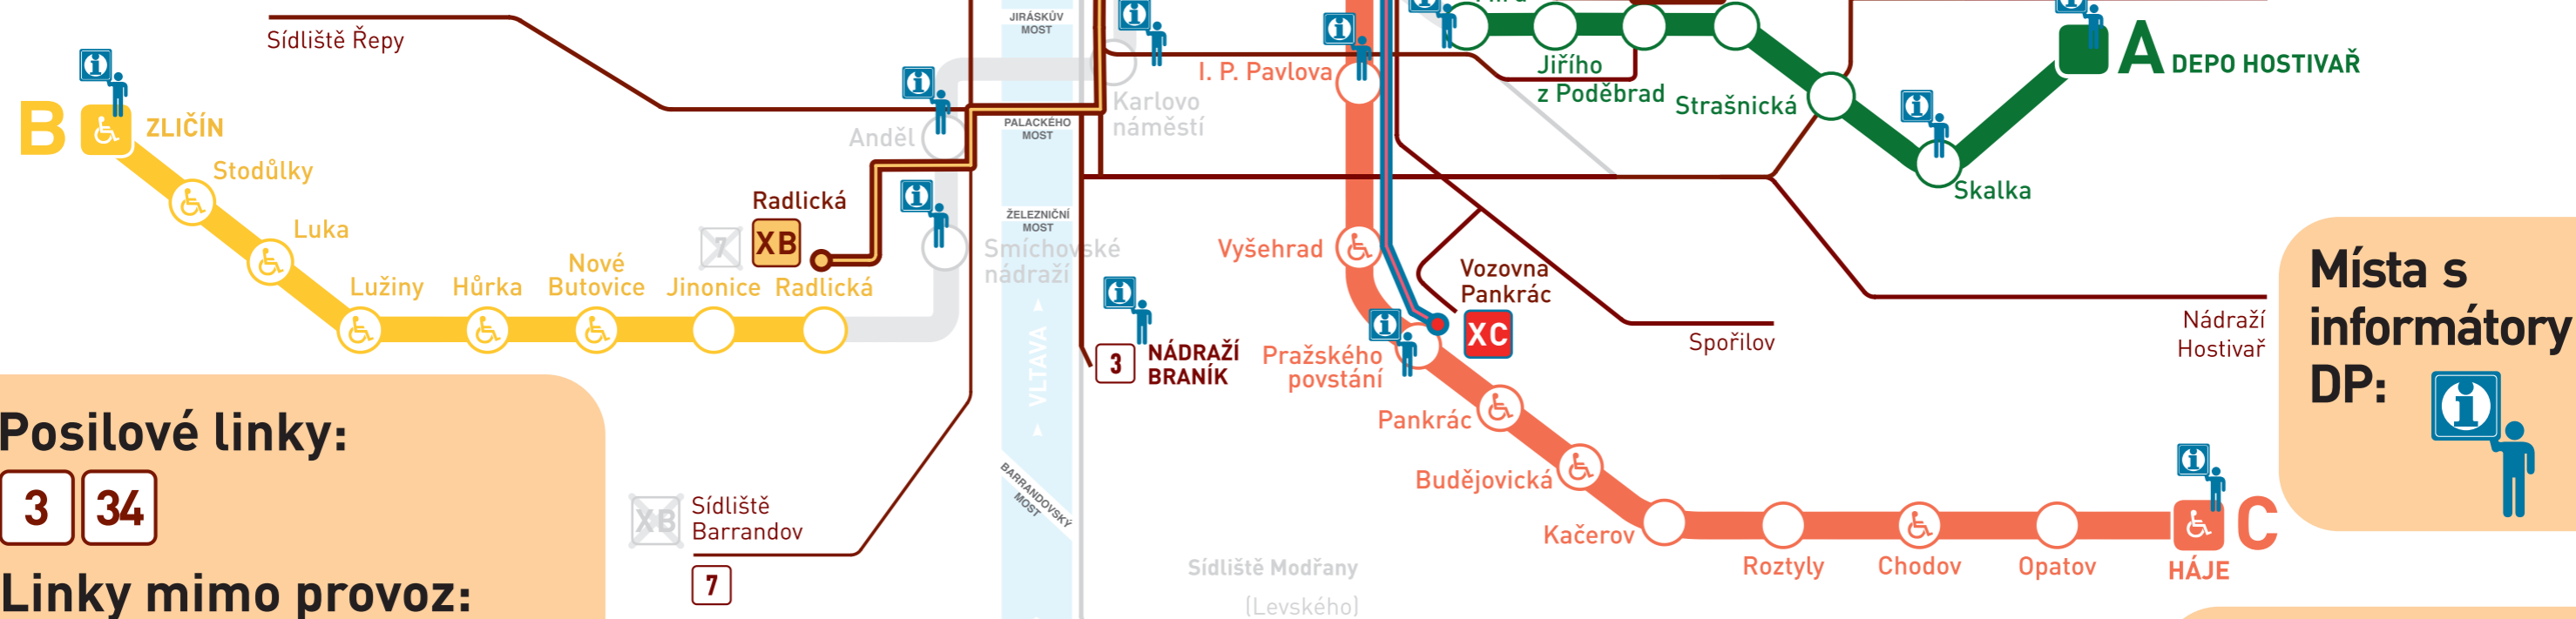 JIRÁSKŮV
MOST
Sídliště Řepy
B
ZLIČÍN
Stodůlky
Luka
Lužiny
Hůrka
Nové
Butovice
Jinonice
Radlická
7
Radlická
XB
Anděl
Karlovo
náměstí
PALACKÉHO
MOST
ŽELEZNIČNÍ
MOST
Smíchovské
nádraží
VLTAVA
3
NÁDRAŽÍ
BRANÍK
I. P. Pavlova
Vyšehrad
Vozovna
Pankrác
XC
Pražského
povstání
Pankrác
Budějovická
Kačerov
Roztyly
Chodov
Opatov
HÁJE
C
Jiřího
z Poděbrad
Strašnická
Skalka
A
DEPO HOSTIVAŘ
Spořilov
Nádraží
Hostivař
Místa s
informátory
DP:
Posilové linky:
3
34
Linky mimo provoz:
XB
Sídliště
Barrandov
7
BARRANDOVSKÝ
MOST
Sídliště Modřany
(Levského)